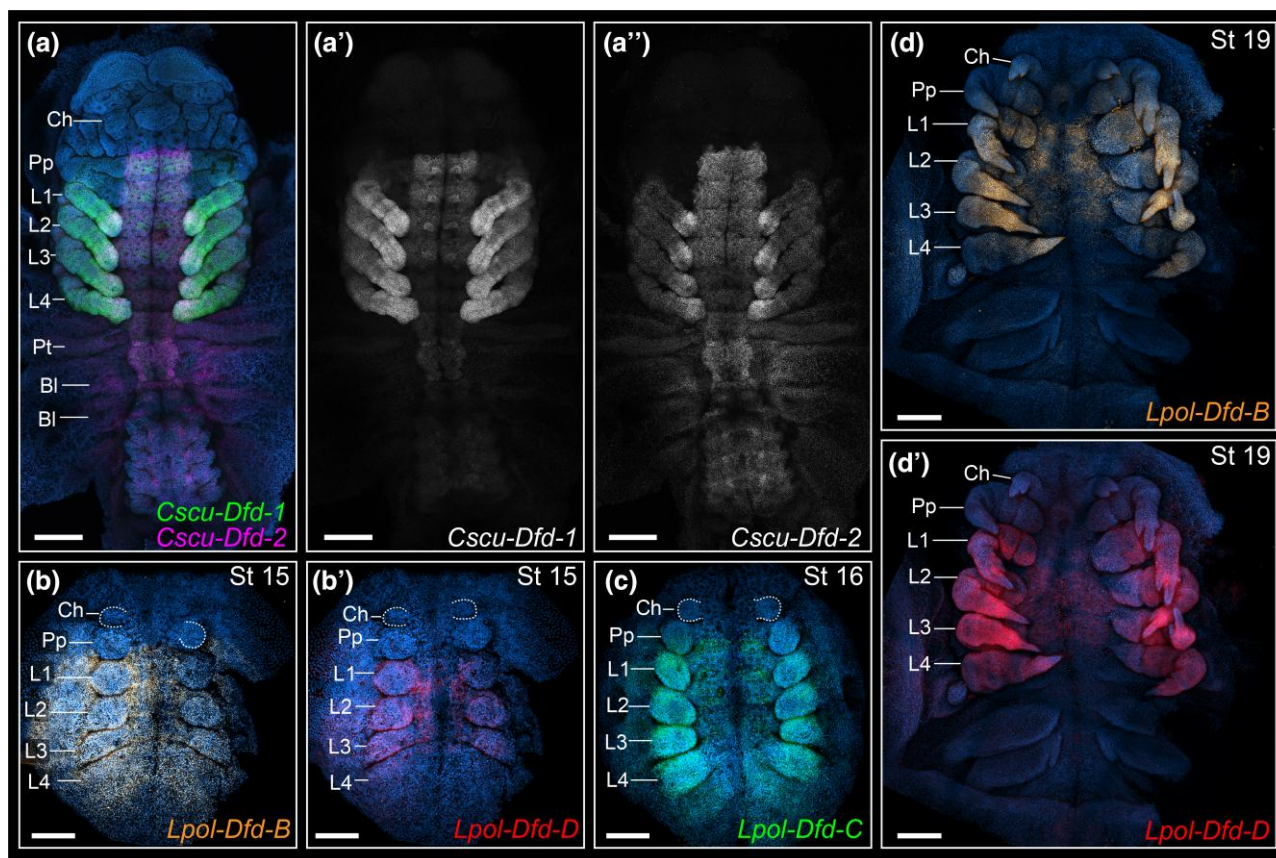 (a)
Ch
Pp
L1
L2
L3
L4
Pt
Bl
Bl
Cscu-Dfd-1
Cscu-Dfd-2
(a')
Cscu-Dfd-1
(a'')
Cscu-Dfd-2
(d) St 19
Ch
Pp
L1
L2
L3
L4
Lpol-Dfd-B
(b) St 15
Ch
Pp
L1
L2
L3
L4
Lpol-Dfd-B
(b') St 15
Ch
Pp
L1
L2
L3
L4
Lpol-Dfd-D
(c) St 16
Ch
Pp
L1
L2
L3
L4
Lpol-Dfd-C
(d') St 19
Ch
Pp
L1
L2
L3
L4
Lpol-Dfd-D